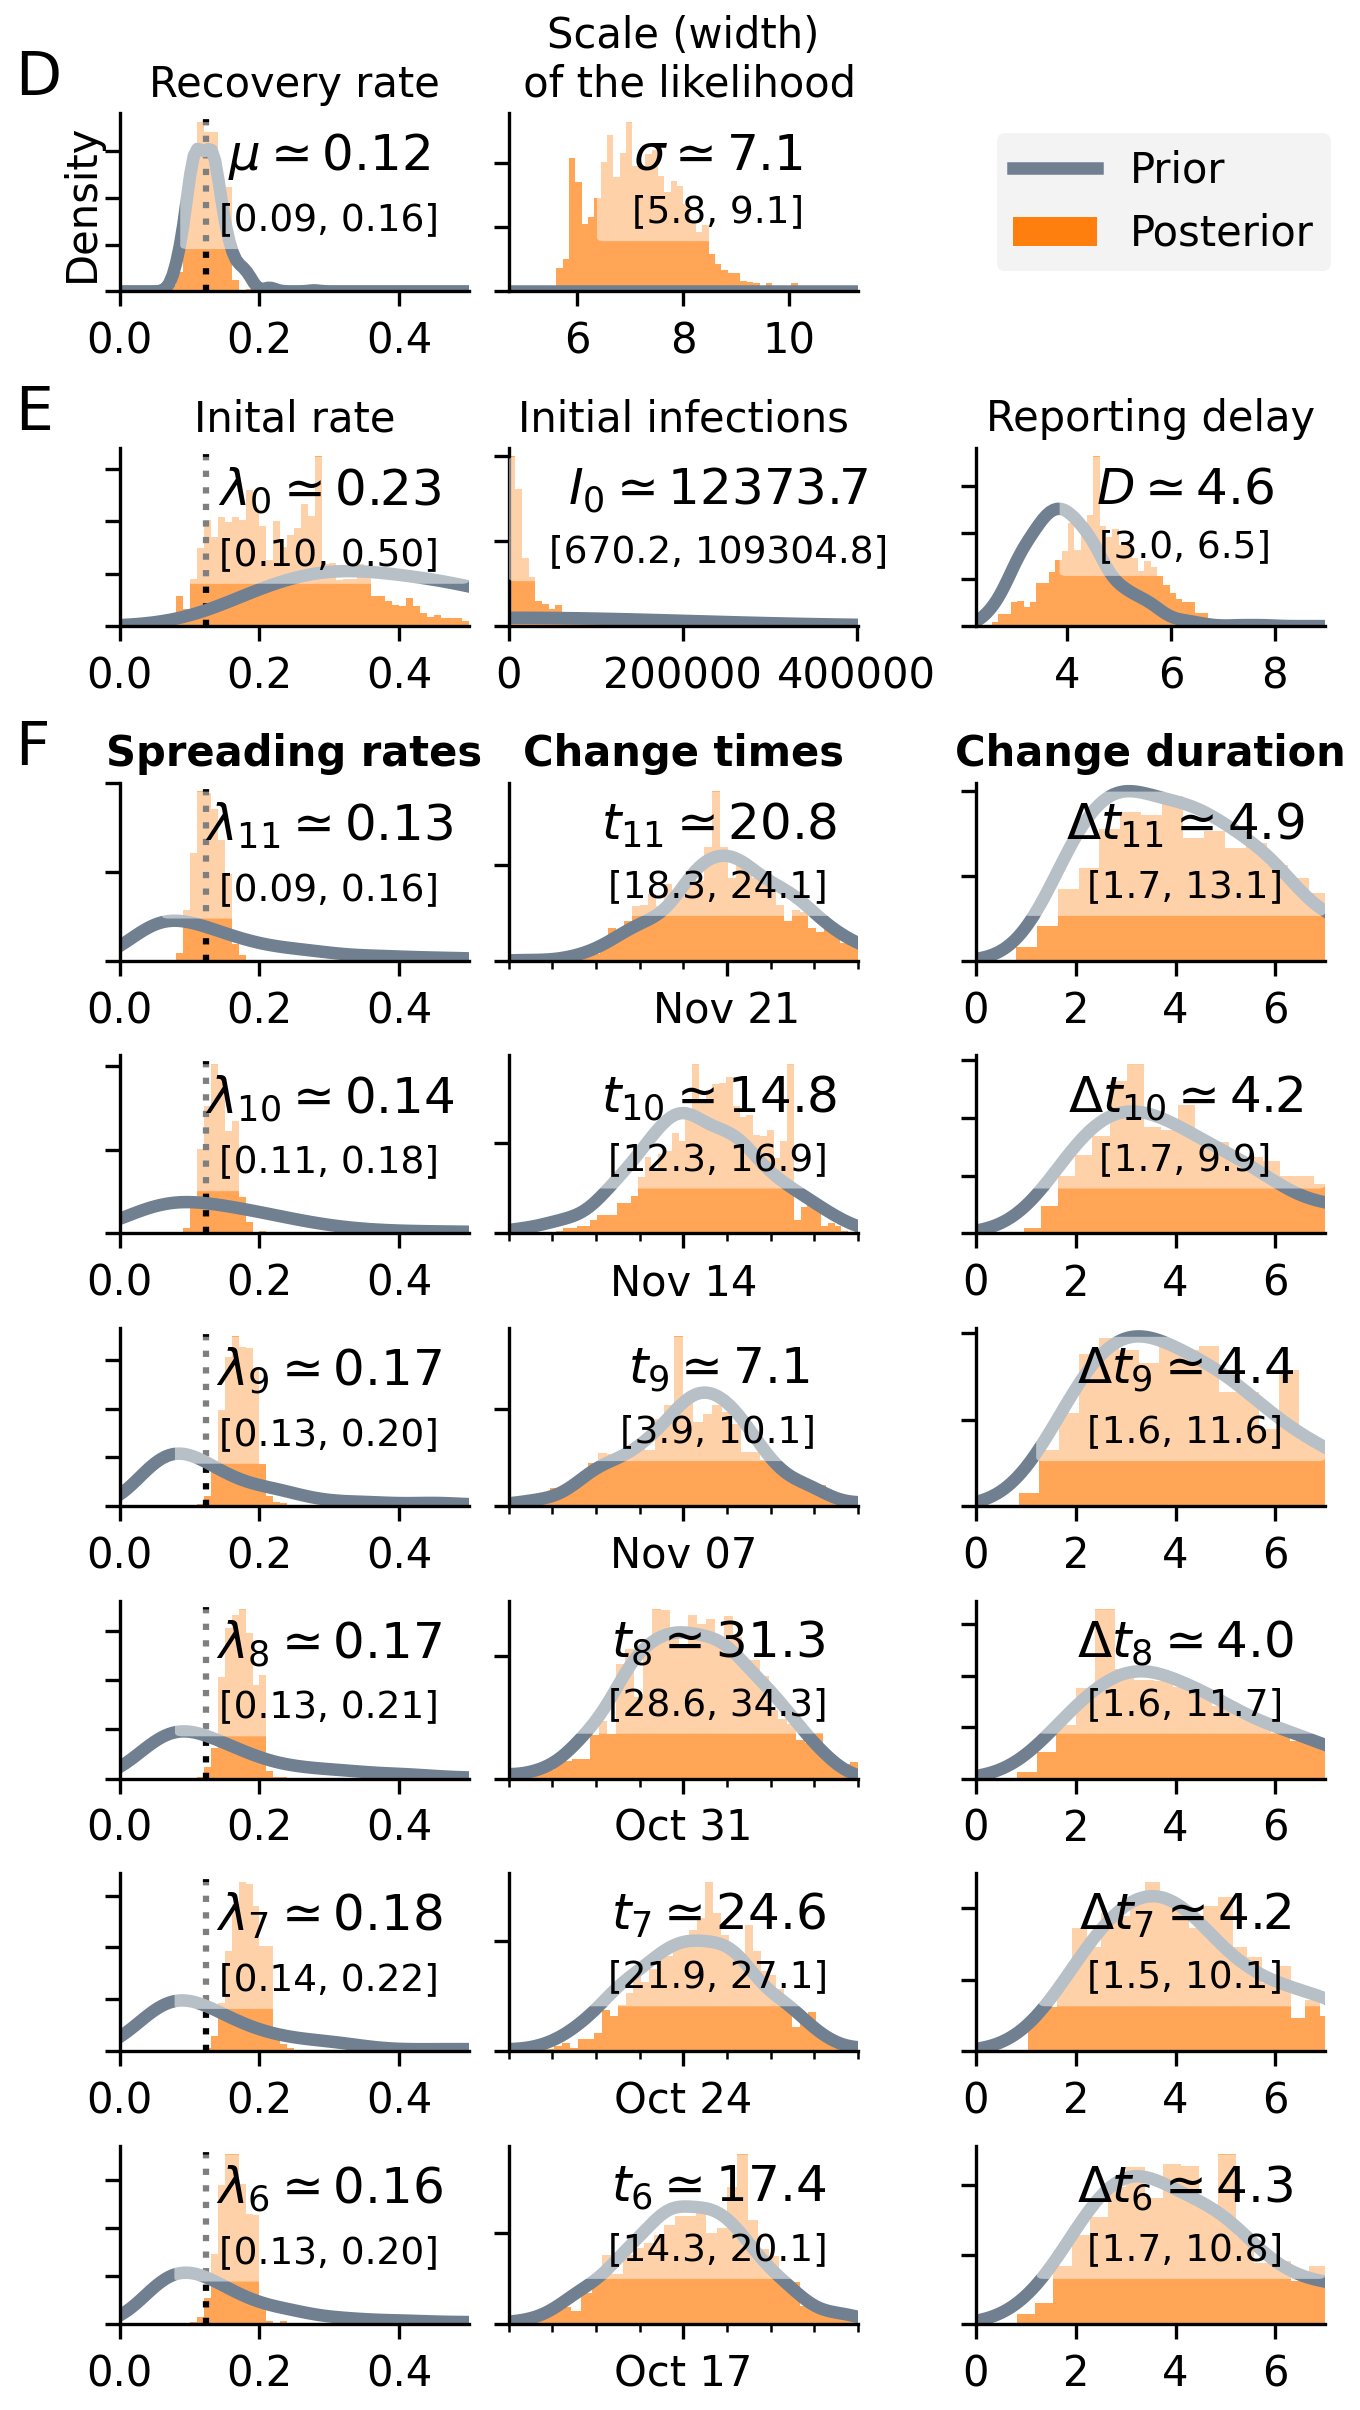 D
Recovery rate
Scale (width)
of the likelihood
Density
μ ≃ 0.12
[0.09, 0.16]
σ ≃ 7.1
[5.8, 9.1]
Prior
Posterior
0.0 0.2 0.4
6 8 10
E
Inital rate
Initial infections
Reporting delay
λ₀ ≃ 0.23
[0.10, 0.50]
I₀ ≃ 12373.7
[670.2, 109304.8]
D ≃ 4.6
[3.0, 6.5]
0.0 0.2 0.4
0 200000 400000
4 6 8
F
Spreading rates
Change times
Change duration
λ₁₁ ≃ 0.13
[0.09, 0.16]
t₁₁ ≃ 20.8
[18.3, 24.1]
Δt₁₁ ≃ 4.9
[1.7, 13.1]
0.0 0.2 0.4
Nov 21
0 2 4 6
λ₁₀ ≃ 0.14
[0.11, 0.18]
t₁₀ ≃ 14.8
[12.3, 16.9]
Δt₁₀ ≃ 4.2
[1.7, 9.9]
0.0 0.2 0.4
Nov 14
0 2 4 6
λ₉ ≃ 0.17
[0.13, 0.20]
t₉ ≃ 7.1
[3.9, 10.1]
Δt₉ ≃ 4.4
[1.6, 11.6]
0.0 0.2 0.4
Nov 07
0 2 4 6
λ₈ ≃ 0.17
[0.13, 0.21]
t₈ ≃ 31.3
[28.6, 34.3]
Δt₈ ≃ 4.0
[1.6, 11.7]
0.0 0.2 0.4
Oct 31
0 2 4 6
λ₇ ≃ 0.18
[0.14, 0.22]
t₇ ≃ 24.6
[21.9, 27.1]
Δt₇ ≃ 4.2
[1.5, 10.1]
0.0 0.2 0.4
Oct 24
0 2 4 6
λ₆ ≃ 0.16
[0.13, 0.20]
t₆ ≃ 17.4
[14.3, 20.1]
Δt₆ ≃ 4.3
[1.7, 10.8]
0.0 0.2 0.4
Oct 17
0 2 4 6